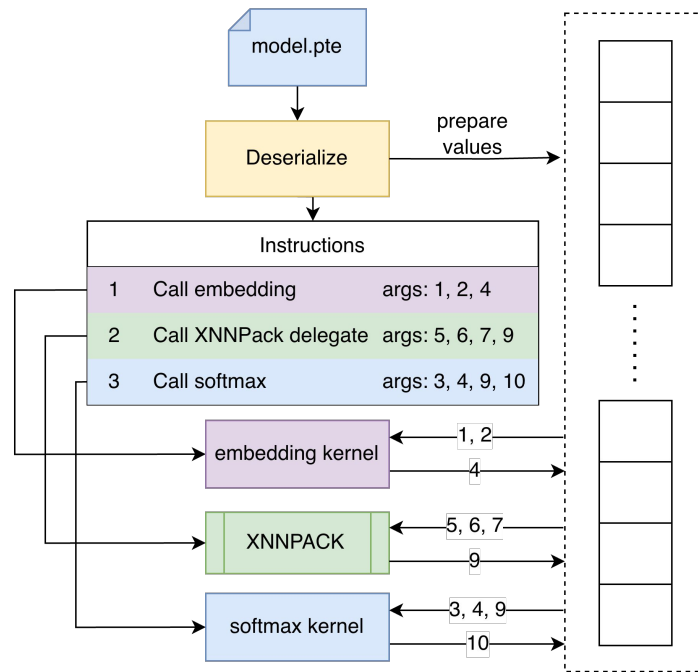 model.pte
Deserialize
prepare
values
Instructions
1 Call embedding args: 1, 2, 4
2 Call XNNPack delegate args: 5, 6, 7, 9
3 Call softmax args: 3, 4, 9, 10
embedding kernel
1, 2
4
XNNPACK
5, 6, 7
9
softmax kernel
3, 4, 9
10